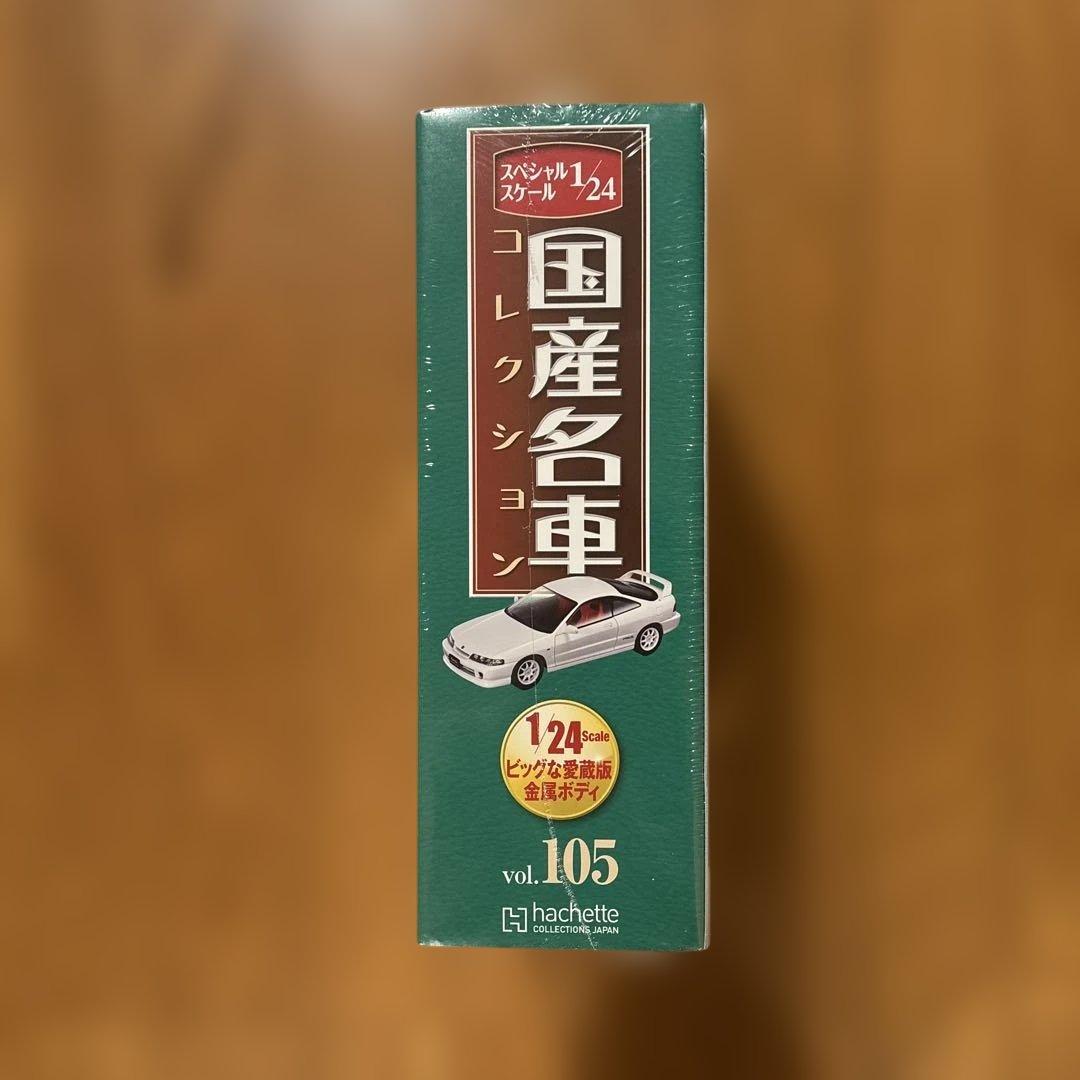 スペシャル
スケール 1/24
国産名車
コレクション
1/24 Scale
ビッグな愛蔵版
金属ボディ
vol.105
hachette
COLLECTIONS JAPAN